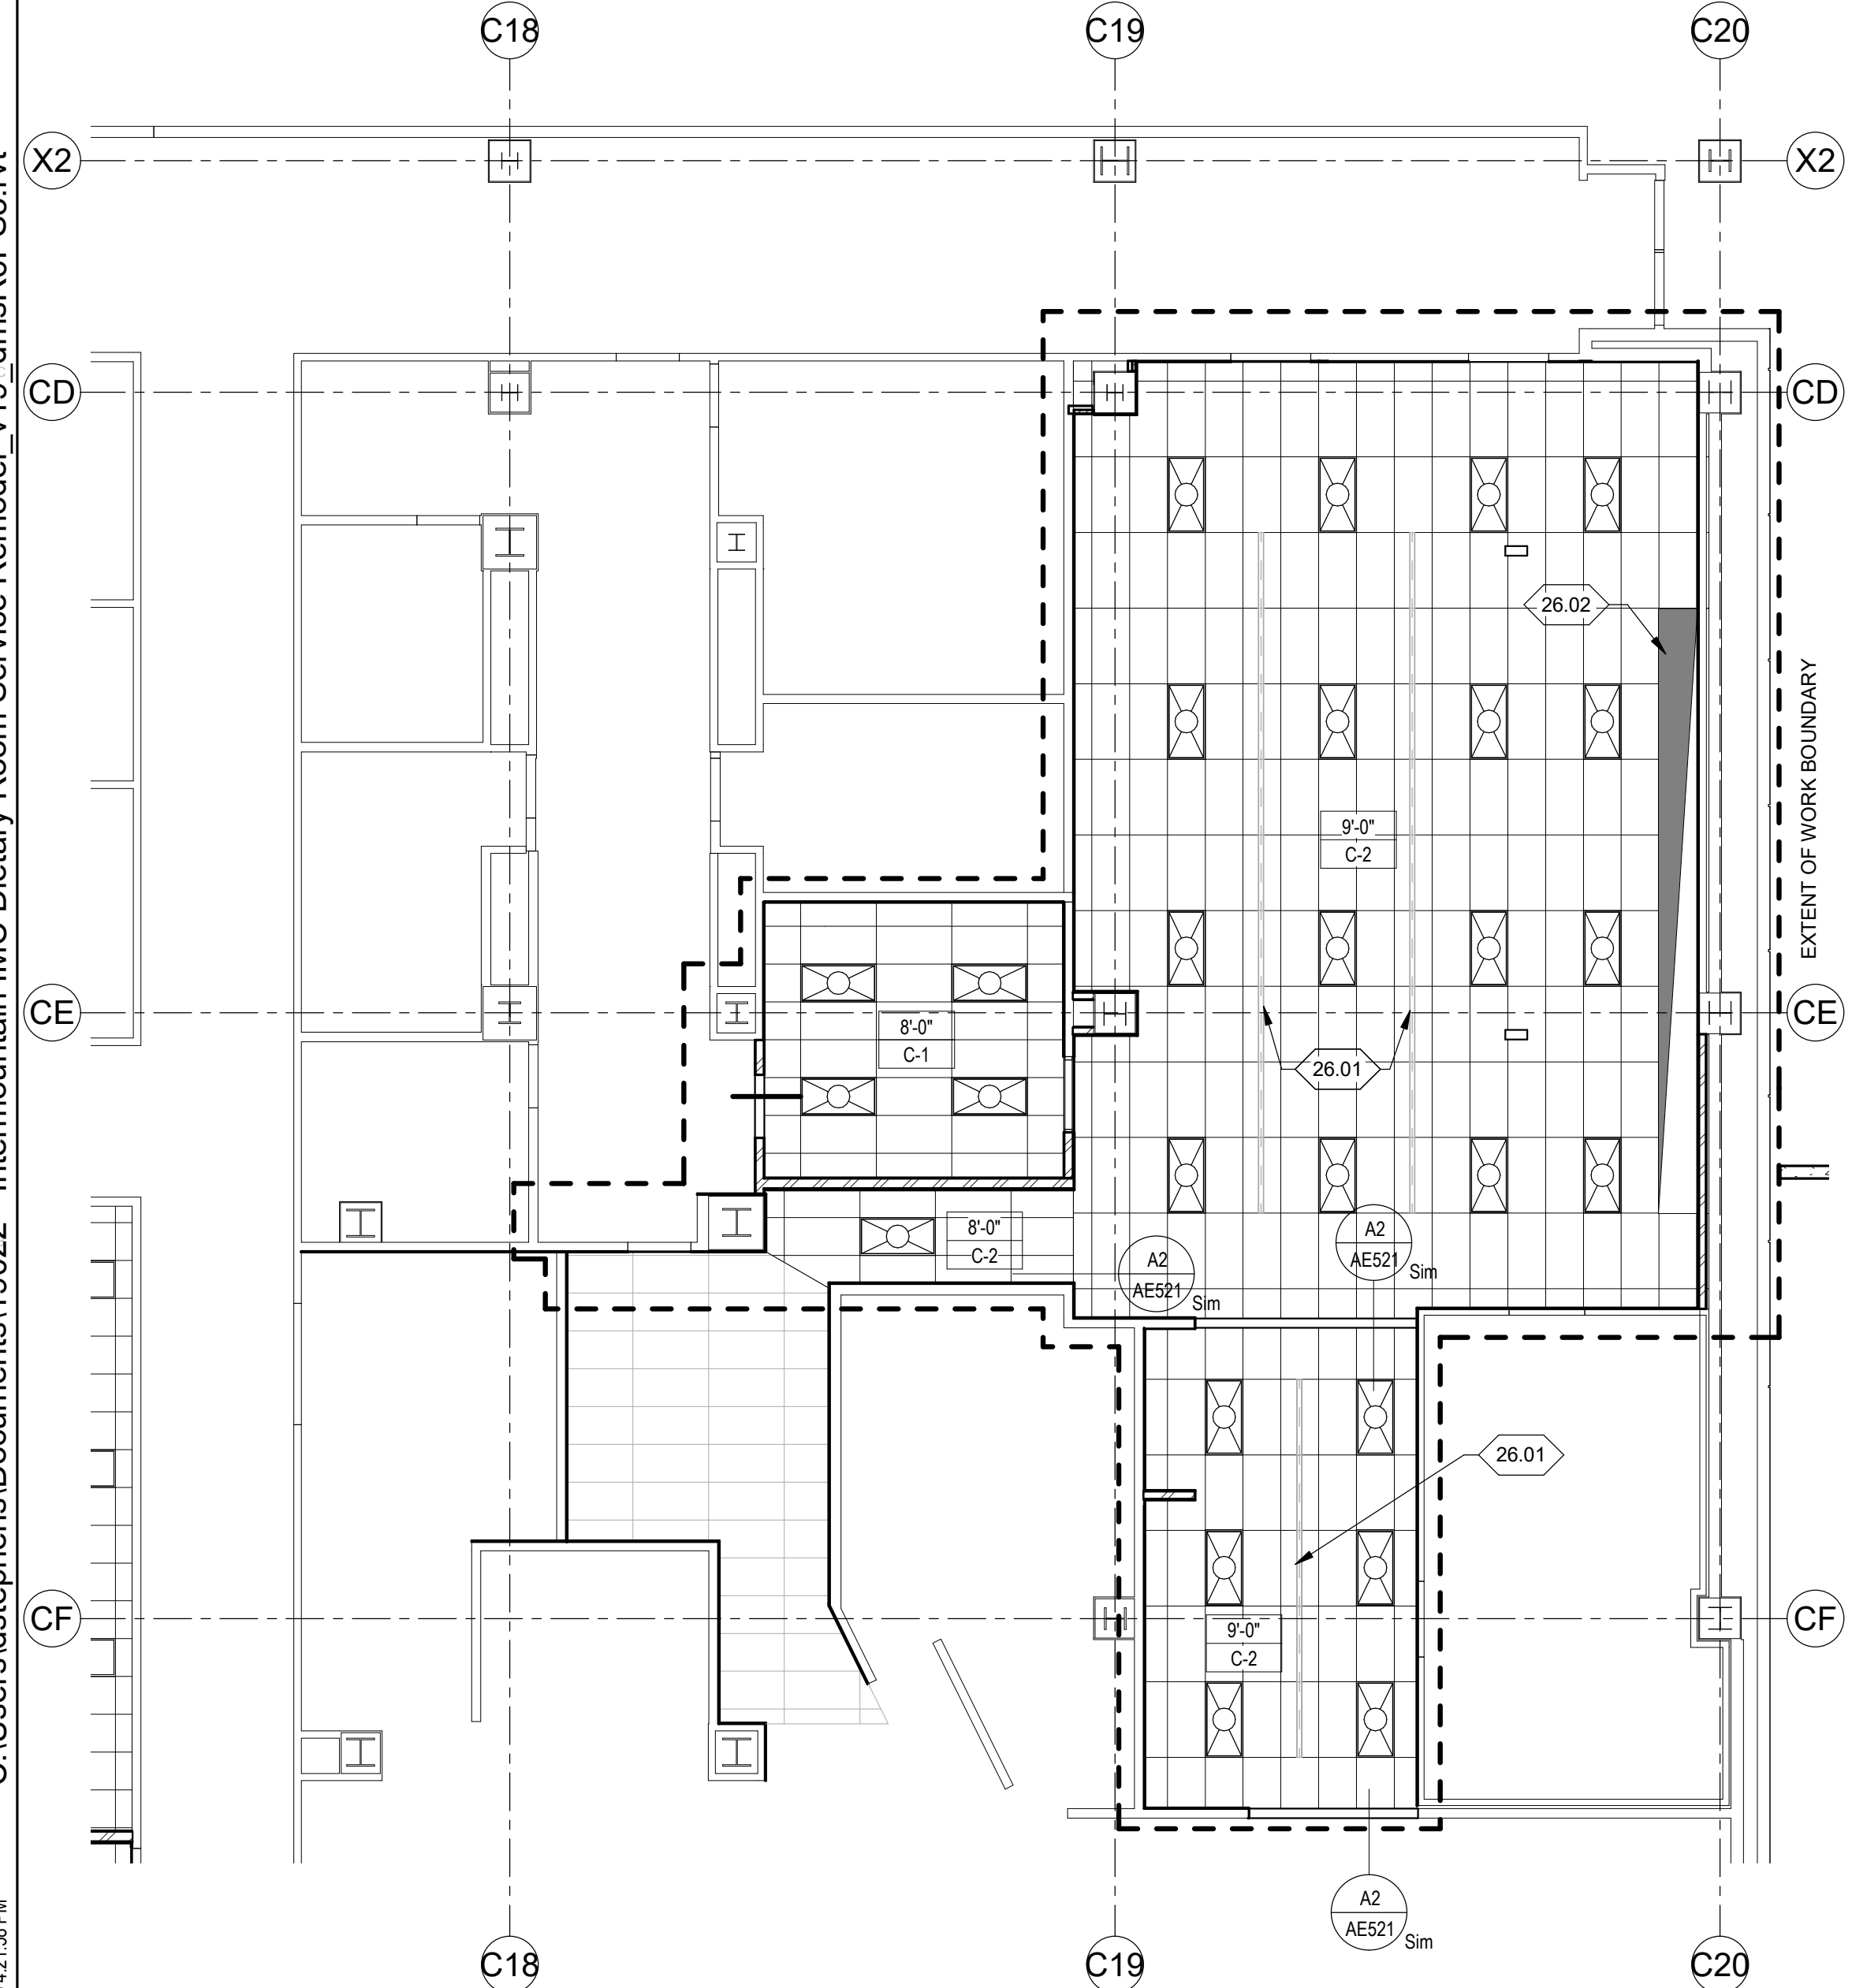 C18
C19
C20
X2
X2
CD
CD
26.02
EXTENT OF WORK BOUNDARY
9'-0"
C-2
CE
CE
8'-0"
C-1
26.01
8'-0"
C-2
A2
AE521
Sim
A2
AE521
Sim
26.01
CF
CF
9'-0"
C-2
A2
AE521
Sim
C18
C19
C20